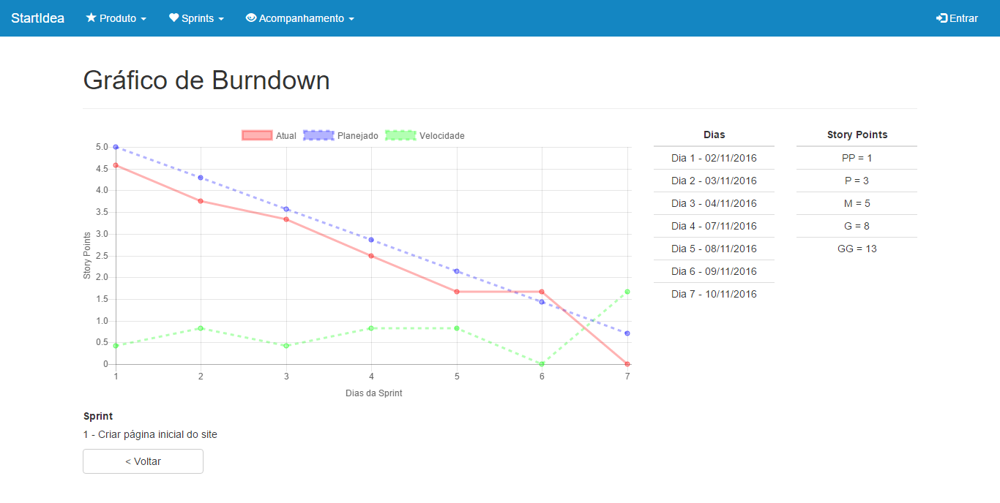 StartIdea Produto Sprints Acompanhamento Entrar
Gráfico de Burndown
Atual Planejado Velocidade
5.0
4.5
4.0
3.5
3.0
2.5
2.0
1.5
1.0
0.5
0
Story Points
1 2 3 4 5 6 7
Dias da Sprint
Dias
Dia 1 - 02/11/2016
Dia 2 - 03/11/2016
Dia 3 - 04/11/2016
Dia 4 - 07/11/2016
Dia 5 - 08/11/2016
Dia 6 - 09/11/2016
Dia 7 - 10/11/2016
Story Points
PP = 1
P = 3
M = 5
G = 8
GG = 13
Sprint
1 - Criar página inicial do site
< Voltar